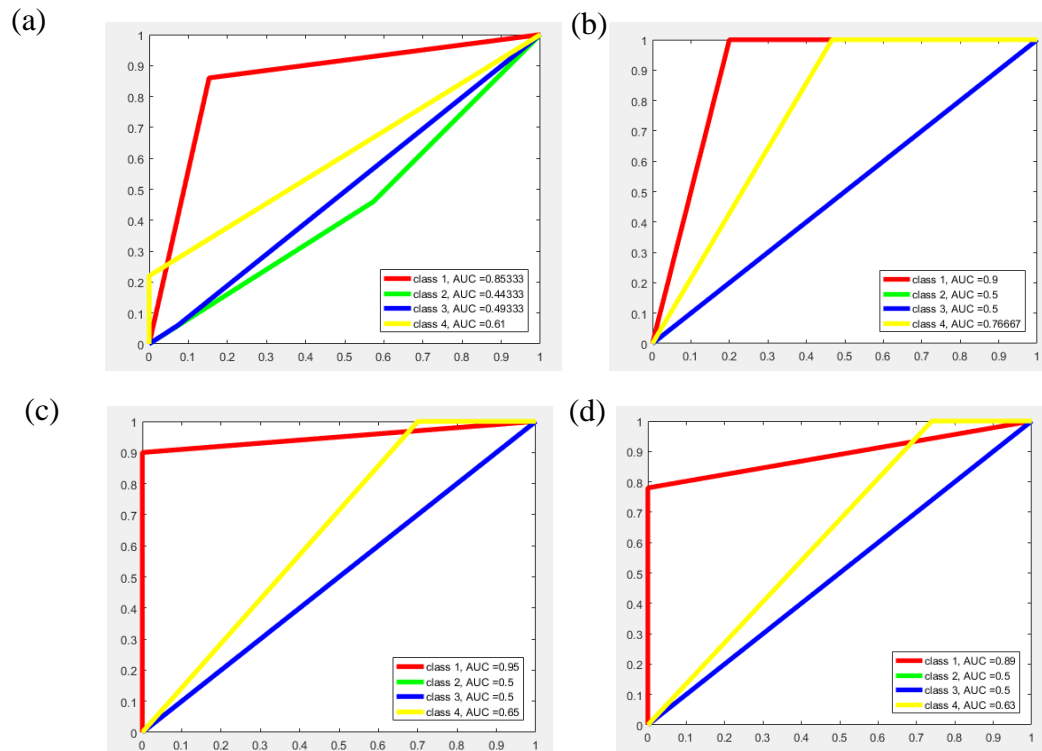 (a)
1
0.9
0.8
0.7
0.6
0.5
0.4
0.3
0.2
0.1
0
0 0.1 0.2 0.3 0.4 0.5 0.6 0.7 0.8 0.9 1
class 1, AUC =0.85333
class 2, AUC =0.44333
class 3, AUC =0.49333
class 4, AUC =0.61
(b)
1
0.9
0.8
0.7
0.6
0.5
0.4
0.3
0.2
0.1
0
0 0.1 0.2 0.3 0.4 0.5 0.6 0.7 0.8 0.9 1
class 1, AUC =0.9
class 2, AUC =0.5
class 3, AUC =0.5
class 4, AUC =0.76667
(c)
1
0.9
0.8
0.7
0.6
0.5
0.4
0.3
0.2
0.1
0
0 0.1 0.2 0.3 0.4 0.5 0.6 0.7 0.8 0.9 1
class 1, AUC =0.95
class 2, AUC =0.5
class 3, AUC =0.5
class 4, AUC =0.65
(d)
1
0.9
0.8
0.7
0.6
0.5
0.4
0.3
0.2
0.1
0
0 0.1 0.2 0.3 0.4 0.5 0.6 0.7 0.8 0.9 1
class 1, AUC =0.89
class 2, AUC =0.5
class 3, AUC =0.5
class 4, AUC =0.63